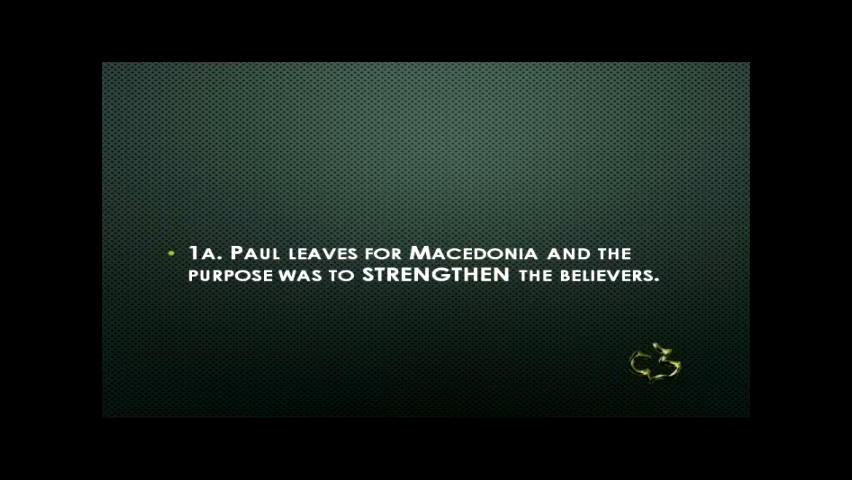 • 1A. PAUL LEAVES FOR MACEDONIA AND THE
PURPOSE WAS TO STRENGTHEN THE BELIEVERS.